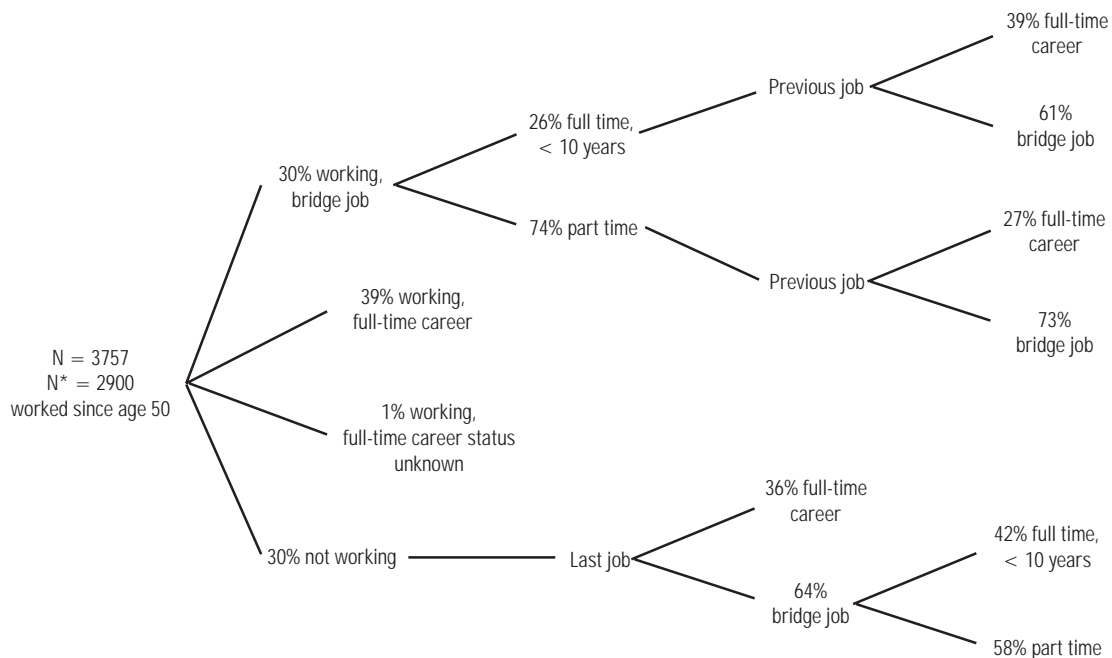 N = 3757
N* = 2900
worked since age 50
30% working,
bridge job
26% full time,
< 10 years
Previous job
39% full-time
career
61%
bridge job
74% part time
Previous job
27% full-time
career
73%
bridge job
39% working,
full-time career
1% working,
full-time career status
unknown
30% not working
Last job
36% full-time
career
64%
bridge job
42% full time,
< 10 years
58% part time